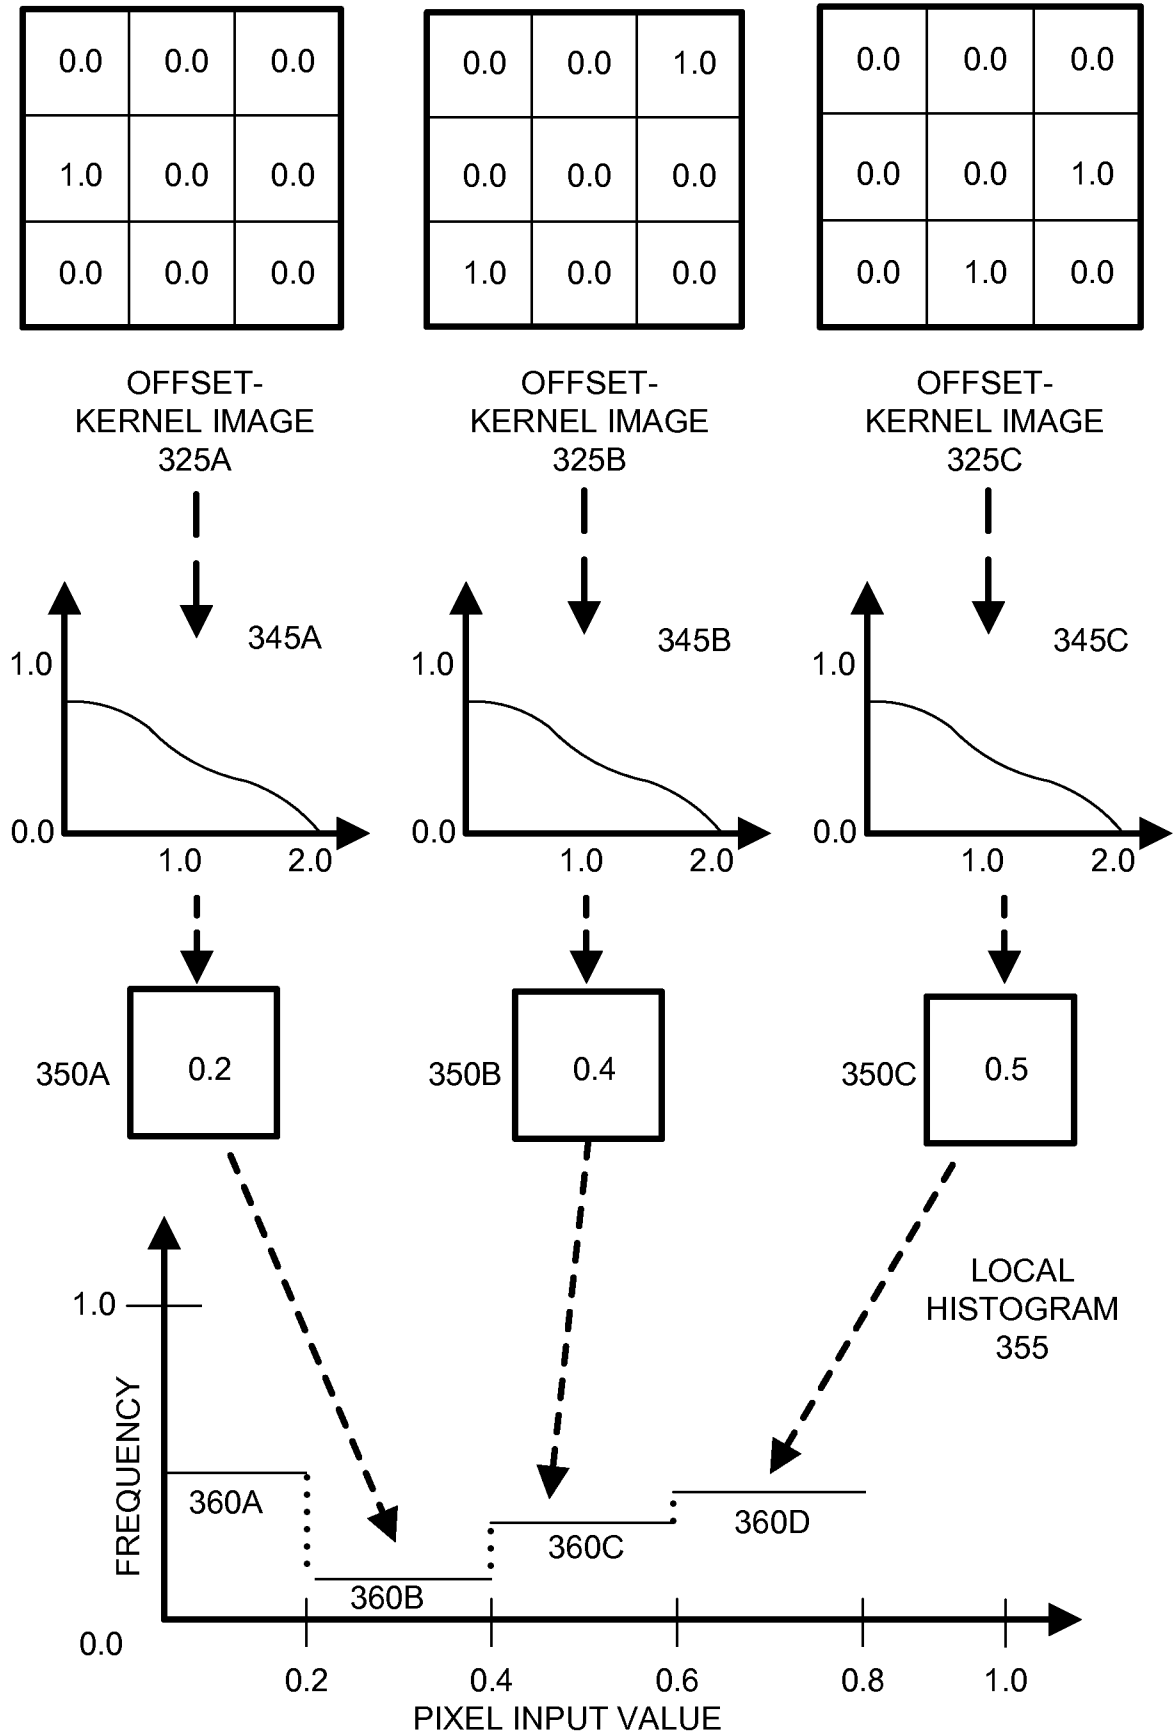 0.0 0.0 0.0
1.0 0.0 0.0
0.0 0.0 0.0
0.0 0.0 1.0
0.0 0.0 0.0
1.0 0.0 0.0
0.0 0.0 0.0
0.0 0.0 1.0
0.0 1.0 0.0
OFFSET-
KERNEL IMAGE
325A
OFFSET-
KERNEL IMAGE
325B
OFFSET-
KERNEL IMAGE
325C
345A
1.0
0.0
1.0 2.0
345B
1.0
0.0
1.0 2.0
345C
1.0
0.0
1.0 2.0
350A 0.2
350B 0.4
350C 0.5
LOCAL
HISTOGRAM
355
1.0
FREQUENCY
360A
360B
360C
360D
0.0
0.2 0.4 0.6 0.8 1.0
PIXEL INPUT VALUE